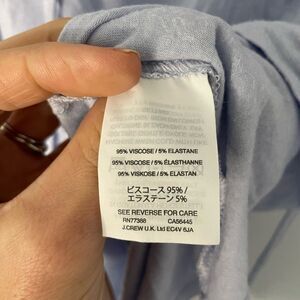 95% VISCOSE / 5% ELASTANE
95% VISCOSE / 5% ÉLASTHANNE
95% VISKOSE / 5% ELASTAN
ビスコース 95% /
エラステーン 5%
SEE REVERSE FOR CARE
RN77388 CA56445
J.CREW U.K. Ltd EC4V 6JA